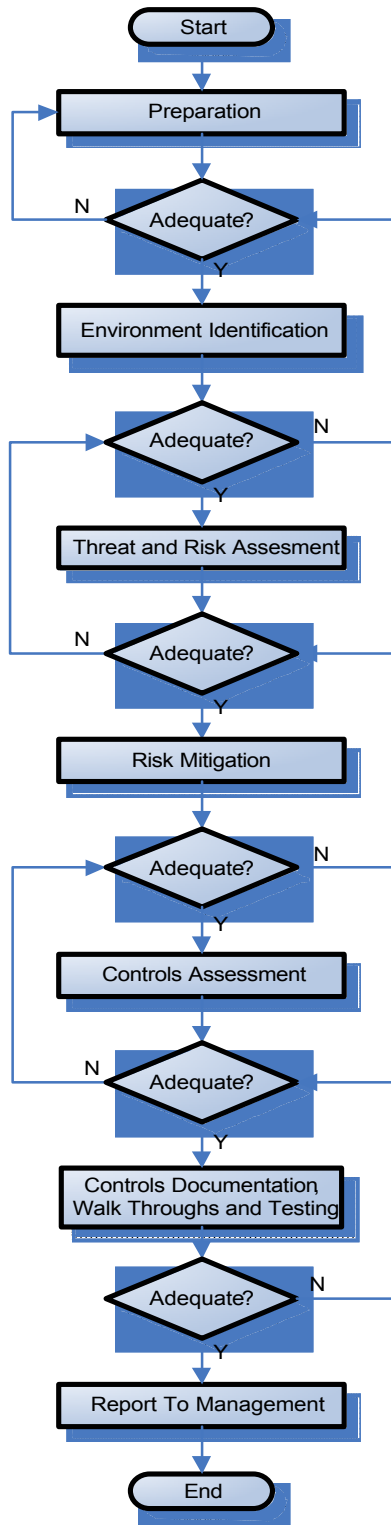 Start
Preparation
N
Adequate?
Y
Environment Identification
Adequate?
N
Y
Threat and Risk Assesment
N
Adequate?
Y
Risk Mitigation
Adequate?
N
Y
Controls Assessment
N
Adequate?
Y
Controls Documentation,
Walk Throughs and Testing
Adequate?
N
Y
Report To Management
End